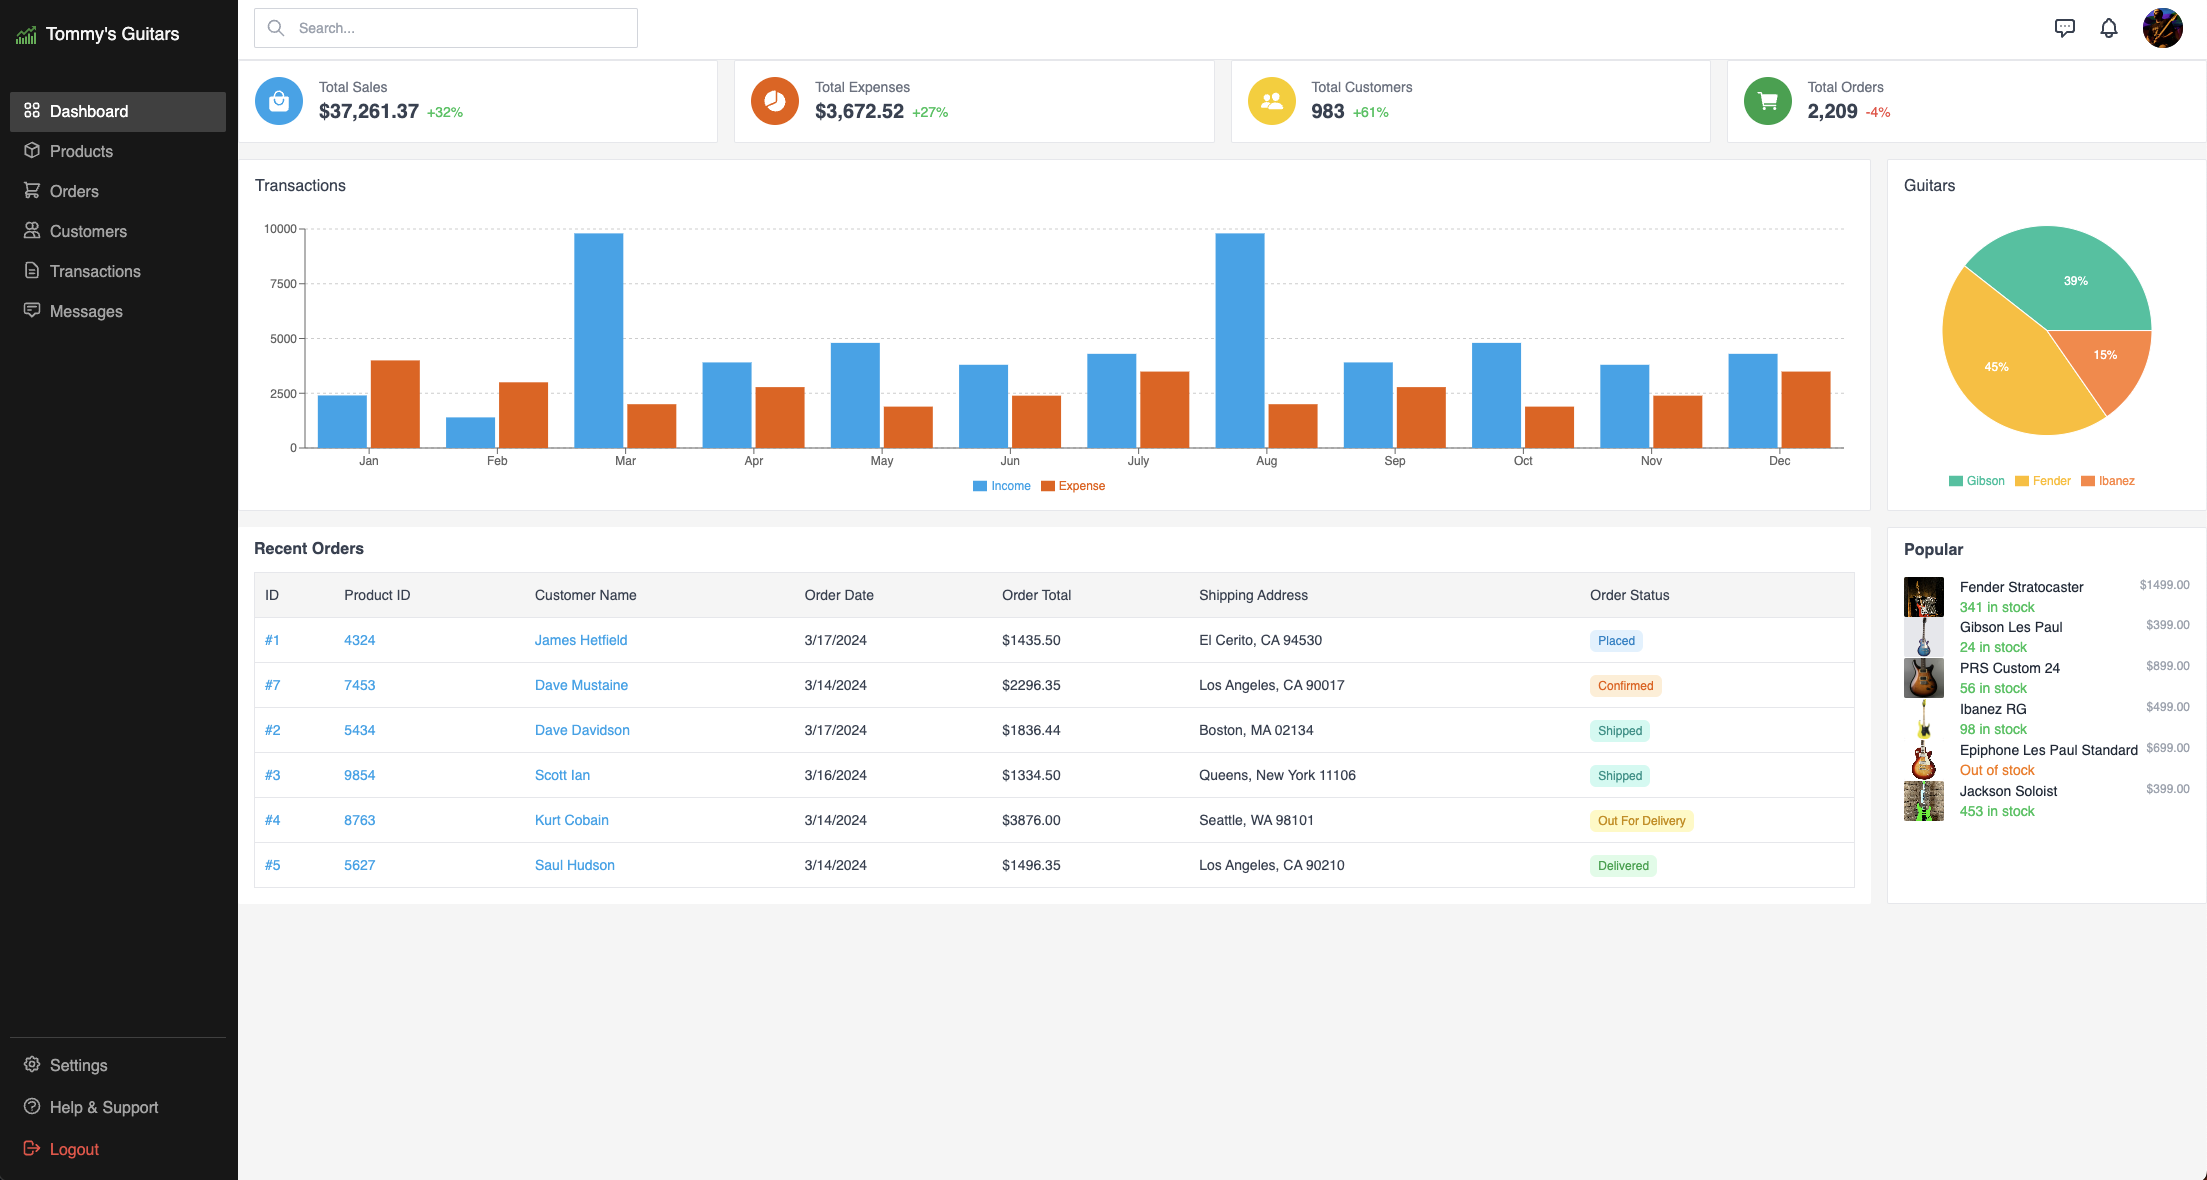 Tommy's Guitars
Search...
Dashboard
Products
Orders
Customers
Transactions
Messages
Settings
Help & Support
Logout
Total Sales
$37,261.37 +32%
Total Expenses
$3,672.52 +27%
Total Customers
983 +61%
Total Orders
2,209 -4%
Transactions
10000
7500
5000
2500
0
Jan Feb Mar Apr May Jun July Aug Sep Oct Nov Dec
Income Expense
Guitars
39%
45%
15%
Gibson Fender Ibanez
Recent Orders
ID Product ID Customer Name Order Date Order Total Shipping Address Order Status
#1 4324 James Hetfield 3/17/2024 $1435.50 El Cerito, CA 94530 Placed
#7 7453 Dave Mustaine 3/14/2024 $2296.35 Los Angeles, CA 90017 Confirmed
#2 5434 Dave Davidson 3/17/2024 $1836.44 Boston, MA 02134 Shipped
#3 9854 Scott Ian 3/16/2024 $1334.50 Queens, New York 11106 Shipped
#4 8763 Kurt Cobain 3/14/2024 $3876.00 Seattle, WA 98101 Out For Delivery
#5 5627 Saul Hudson 3/14/2024 $1496.35 Los Angeles, CA 90210 Delivered
Popular
Fender Stratocaster $1499.00
341 in stock
Gibson Les Paul $399.00
24 in stock
PRS Custom 24 $899.00
56 in stock
Ibanez RG $499.00
98 in stock
Epiphone Les Paul Standard $699.00
Out of stock
Jackson Soloist $399.00
453 in stock